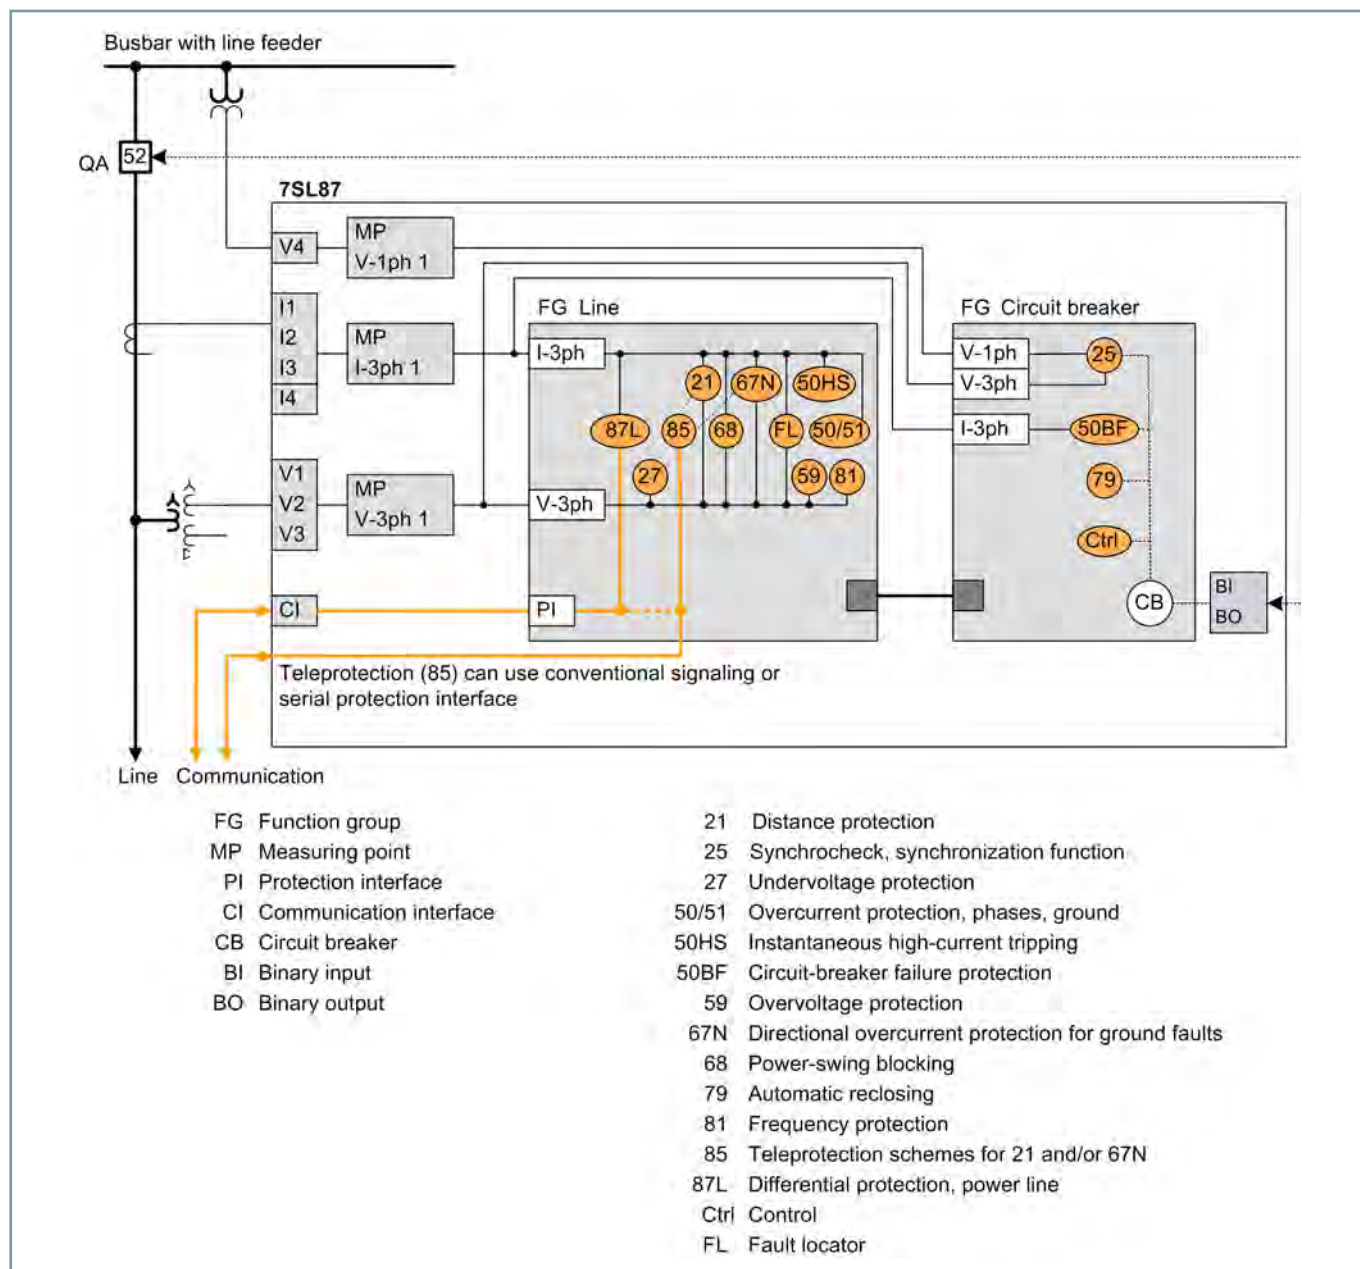 Busbar with line feeder
QA
52
7SL87
V4
MP
V-1ph 1
I1
I2
I3
I4
MP
I-3ph 1
V1
V2
V3
MP
V-3ph 1
CI
FG Line
I-3ph
21
67N
50HS
87L
85
68
FL
50/51
27
59
81
V-3ph
PI
FG Circuit breaker
V-1ph
V-3ph
I-3ph
25
50BF
79
Ctrl
CB
BI
BO
Teleprotection (85) can use conventional signaling or
serial protection interface
Line
Communication
FG Function group
MP Measuring point
PI Protection interface
CI Communication interface
CB Circuit breaker
BI Binary input
BO Binary output
21 Distance protection
25 Synchrocheck, synchronization function
27 Undervoltage protection
50/51 Overcurrent protection, phases, ground
50HS Instantaneous high-current tripping
50BF Circuit-breaker failure protection
59 Overvoltage protection
67N Directional overcurrent protection for ground faults
68 Power-swing blocking
79 Automatic reclosing
81 Frequency protection
85 Teleprotection schemes for 21 and/or 67N
87L Differential protection, power line
Ctrl Control
FL Fault locator